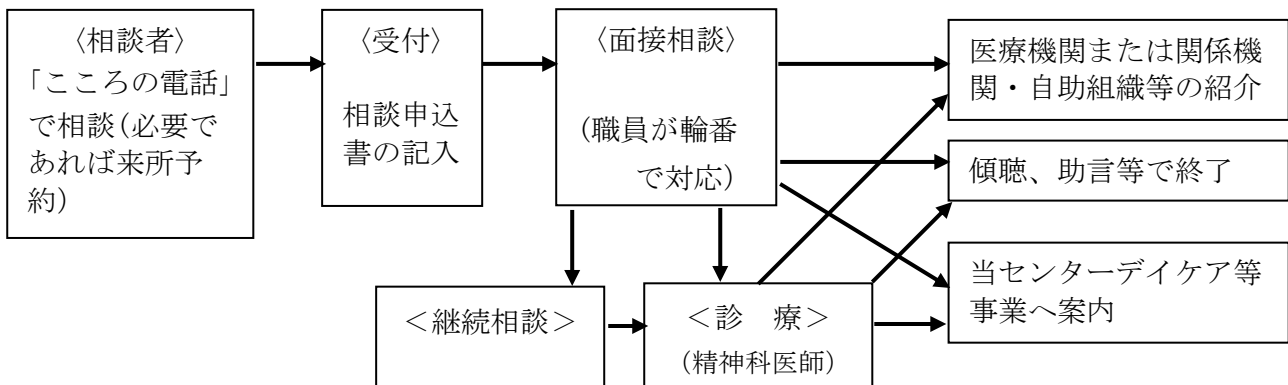 〈相談者〉
「こころの電話」
で相談(必要で
あれば来所予
約)
〈受付〉
相談申込
書の記入
〈面接相談〉
(職員が輪番
で対応)
医療機関または関係機
関・自助組織等の紹介
傾聴、助言等で終了
当センターデイケア等
事業へ案内
＜継続相談＞
＜診　療＞
(精神科医師)